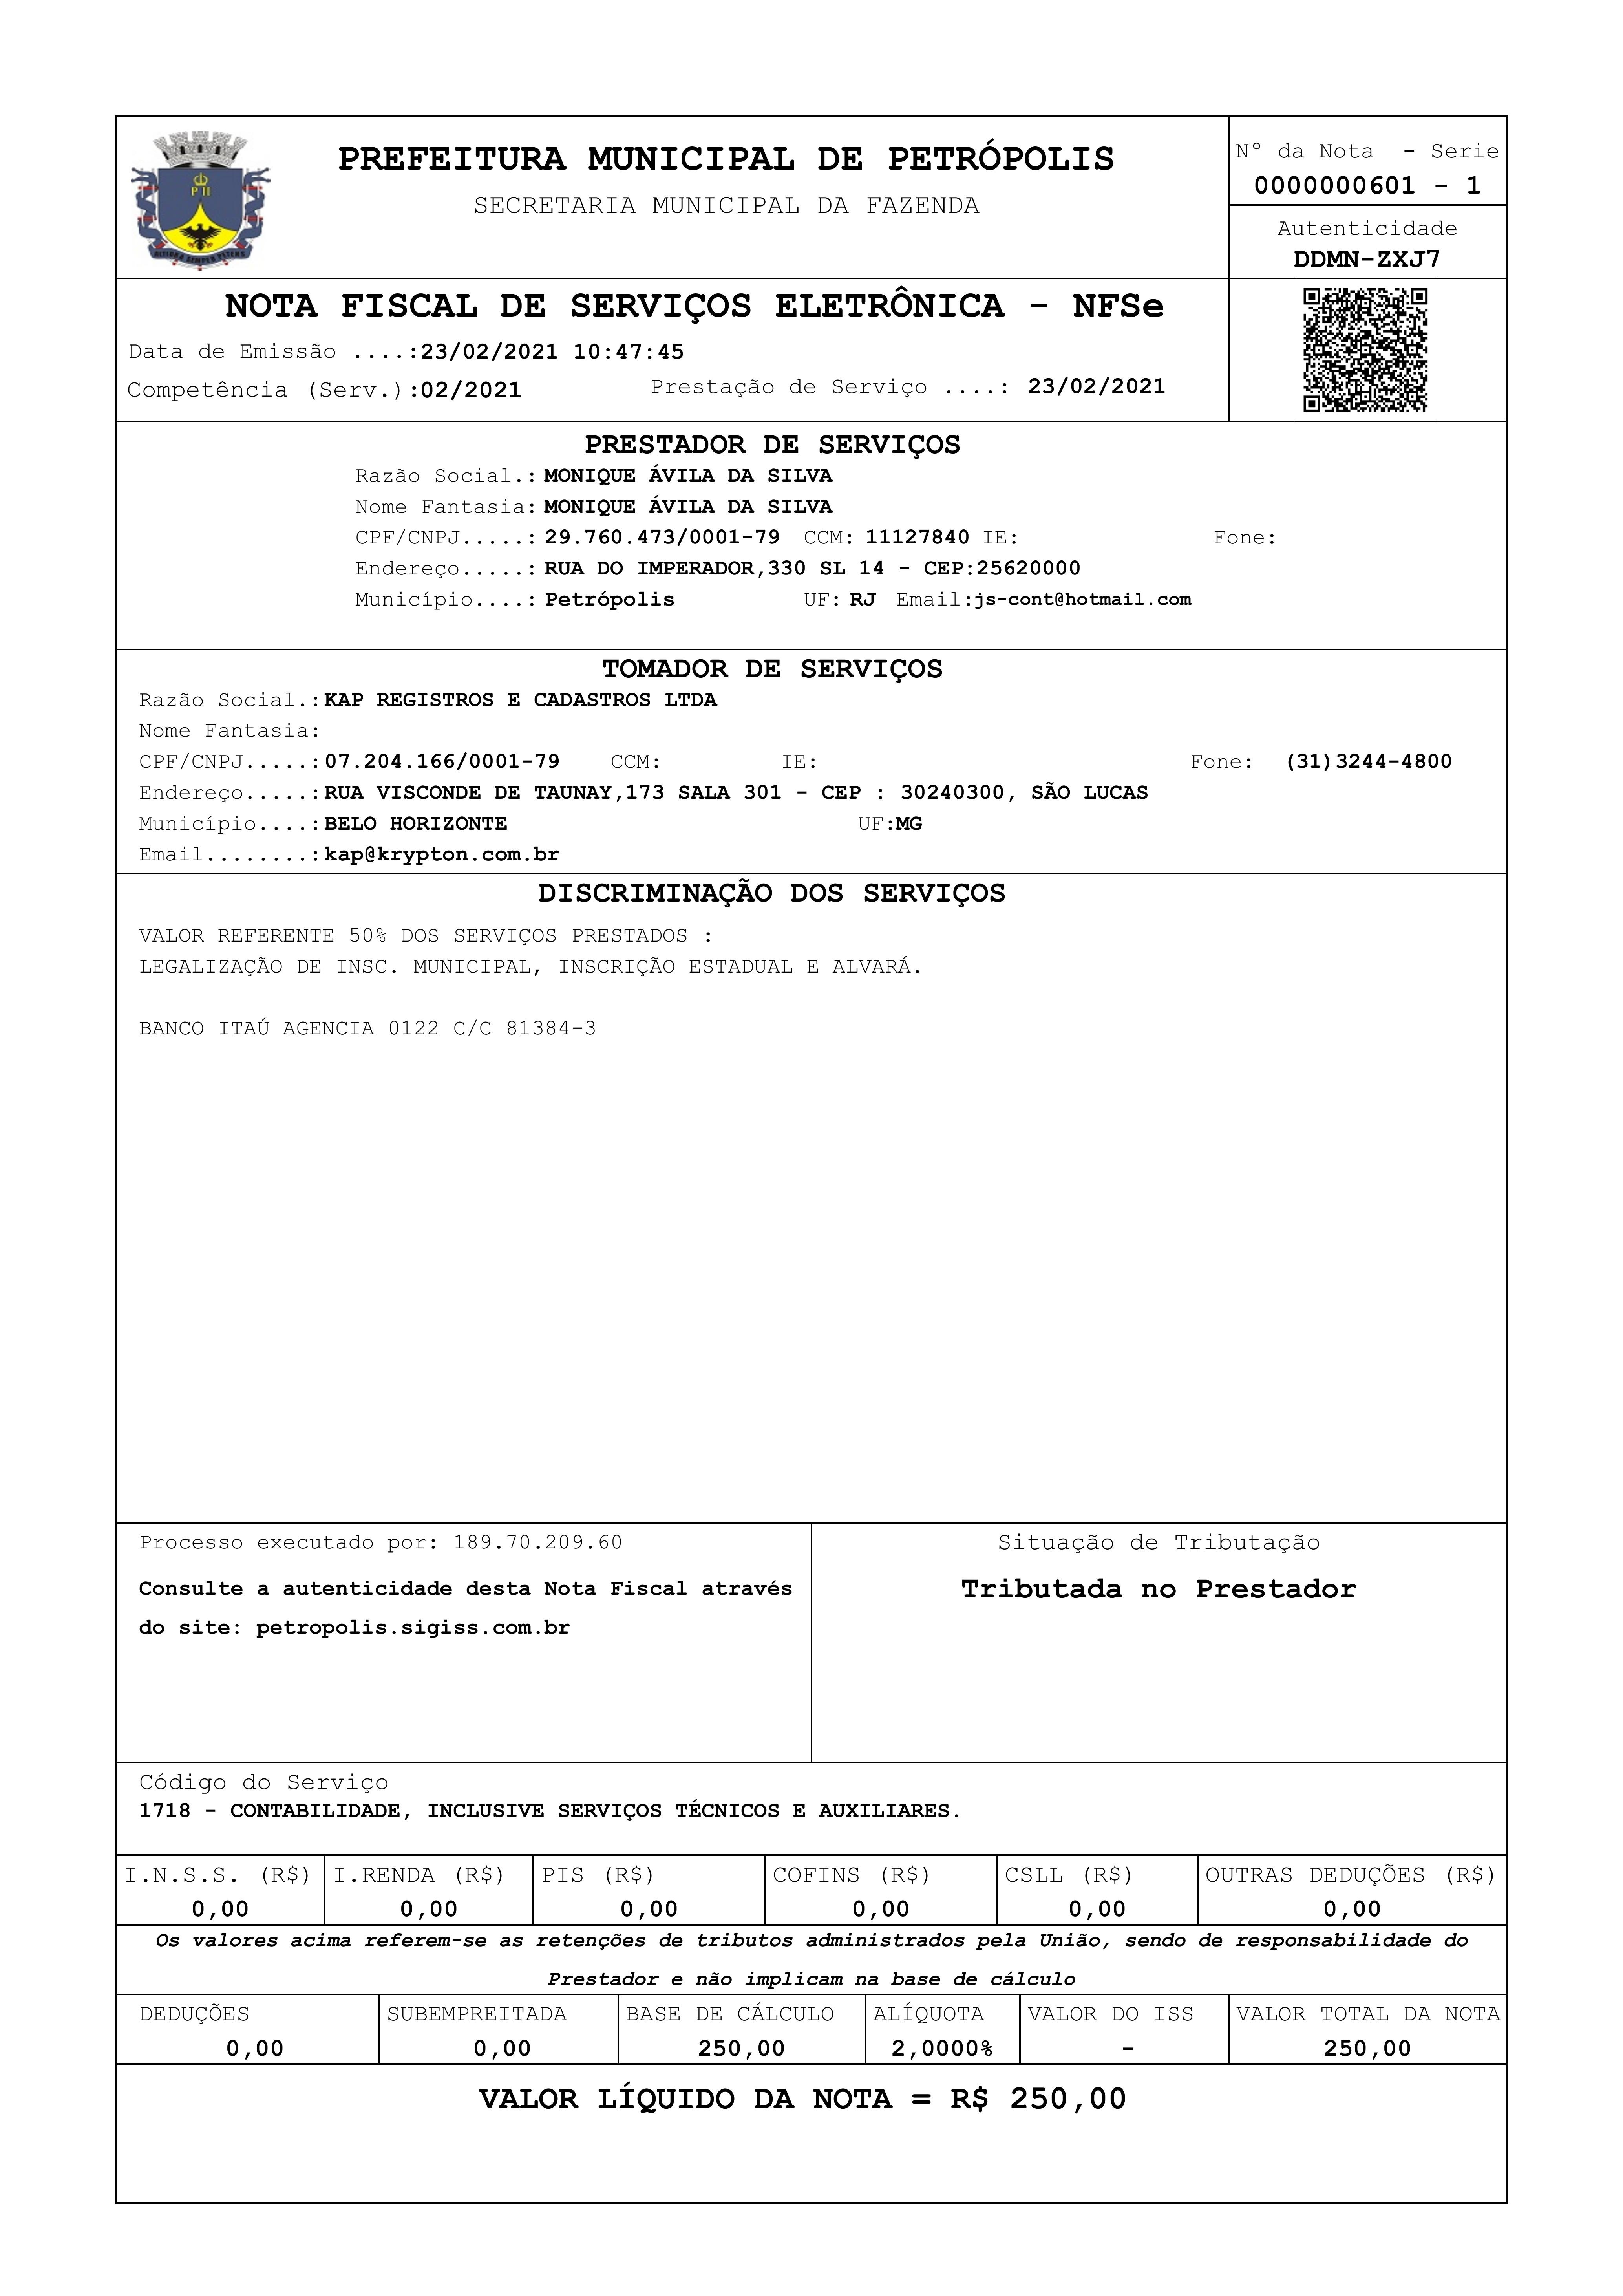 PREFEITURA MUNICIPAL DE PETRÓPOLIS
SECRETARIA MUNICIPAL DA FAZENDA
Nº da Nota - Serie
0000000601 - 1
Autenticidade
DDMN-ZXJ7
P II
NOTA FISCAL DE SERVIÇOS ELETRÔNICA - NFSe
Data de Emissão ....:23/02/2021 10:47:45
Competência (Serv.):02/2021 Prestação de Serviço ....: 23/02/2021
PRESTADOR DE SERVIÇOS
Razão Social.: MONIQUE ÁVILA DA SILVA
Nome Fantasia: MONIQUE ÁVILA DA SILVA
CPF/CNPJ.....: 29.760.473/0001-79 CCM: 11127840 IE: Fone:
Endereço.....: RUA DO IMPERADOR,330 SL 14 - CEP:25620000
Município....: Petrópolis UF: RJ Email:js-cont@hotmail.com
TOMADOR DE SERVIÇOS
Razão Social.:KAP REGISTROS E CADASTROS LTDA
Nome Fantasia:
CPF/CNPJ.....:07.204.166/0001-79 CCM: IE: Fone: (31)3244-4800
Endereço.....:RUA VISCONDE DE TAUNAY,173 SALA 301 - CEP : 30240300, SÃO LUCAS
Município....:BELO HORIZONTE UF:MG
Email........:kap@krypton.com.br
DISCRIMINAÇÃO DOS SERVIÇOS
VALOR REFERENTE 50% DOS SERVIÇOS PRESTADOS :
LEGALIZAÇÃO DE INSC. MUNICIPAL, INSCRIÇÃO ESTADUAL E ALVARÁ.
BANCO ITAÚ AGENCIA 0122 C/C 81384-3
Processo executado por: 189.70.209.60
Consulte a autenticidade desta Nota Fiscal através
do site: petropolis.sigiss.com.br
Situação de Tributação
Tributada no Prestador
Código do Serviço
1718 - CONTABILIDADE, INCLUSIVE SERVIÇOS TÉCNICOS E AUXILIARES.
I.N.S.S. (R$) I.RENDA (R$) PIS (R$) COFINS (R$) CSLL (R$) OUTRAS DEDUÇÕES (R$)
0,00 0,00 0,00 0,00 0,00 0,00
Os valores acima referem-se as retenções de tributos administrados pela União, sendo de responsabilidade do
Prestador e não implicam na base de cálculo
DEDUÇÕES SUBEMPREITADA BASE DE CÁLCULO ALÍQUOTA VALOR DO ISS VALOR TOTAL DA NOTA
0,00 0,00 250,00 2,0000% - 250,00
VALOR LÍQUIDO DA NOTA = R$ 250,00